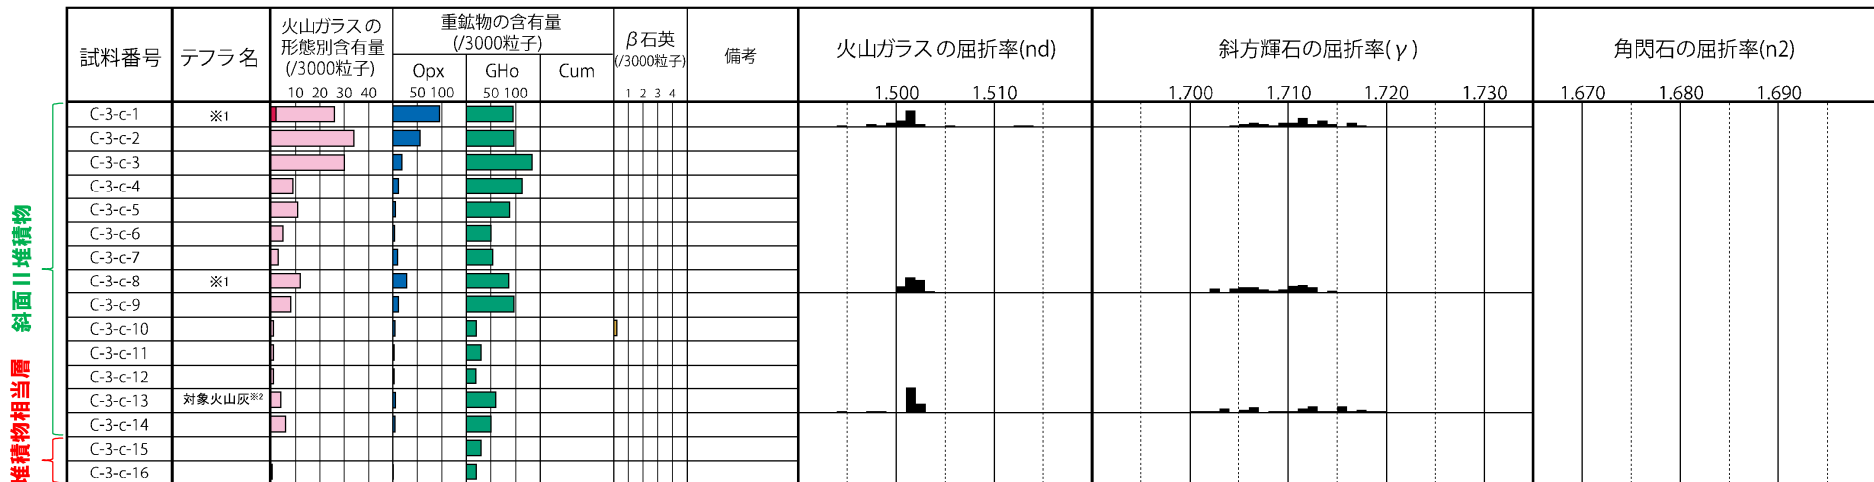 試料番号
テフラ名
火山ガラスの
形態別含有量
(/3000粒子)
10 20 30 40
重鉱物の含有量
(/3000粒子)
Opx
GHo
Cum
50 100
50 100
β石英
(/3000粒子)
1 2 3 4
備考
火山ガラスの屈折率(nd)
1.500 1.510
斜方輝石の屈折率(γ)
1.700 1.710 1.720 1.730
角閃石の屈折率(n2)
1.670 1.680 1.690
斜面II堆積物
堆積物相当層
C-3-c-1 ※1
C-3-c-2
C-3-c-3
C-3-c-4
C-3-c-5
C-3-c-6
C-3-c-7
C-3-c-8 ※1
C-3-c-9
C-3-c-10
C-3-c-11
C-3-c-12
C-3-c-13 対象火山灰※2
C-3-c-14
C-3-c-15
C-3-c-16